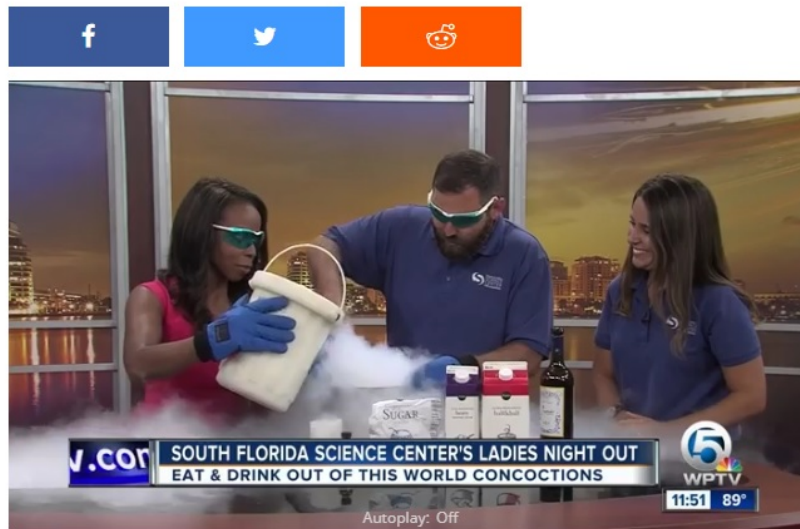 f
SUGAR
v.con
SOUTH FLORIDA SCIENCE CENTER'S LADIES NIGHT OUT
EAT & DRINK OUT OF THIS WORLD CONCOCTIONS
5
WPTV
11:51 89°
Autoplay: Off